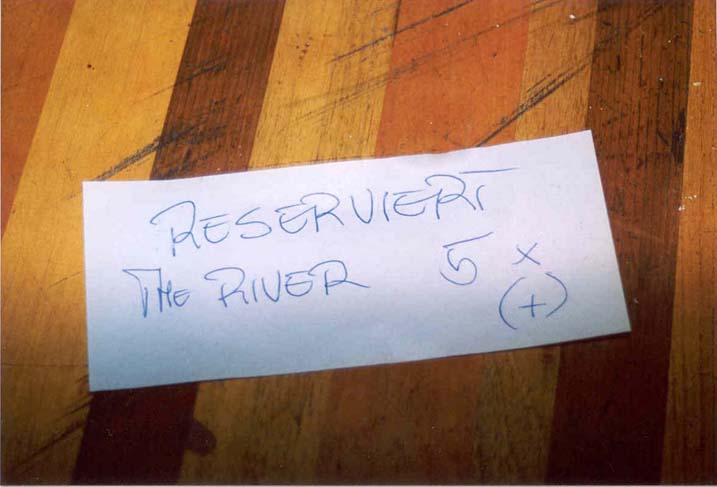 RESERVIERT
THE RIVER 5 x
(+)